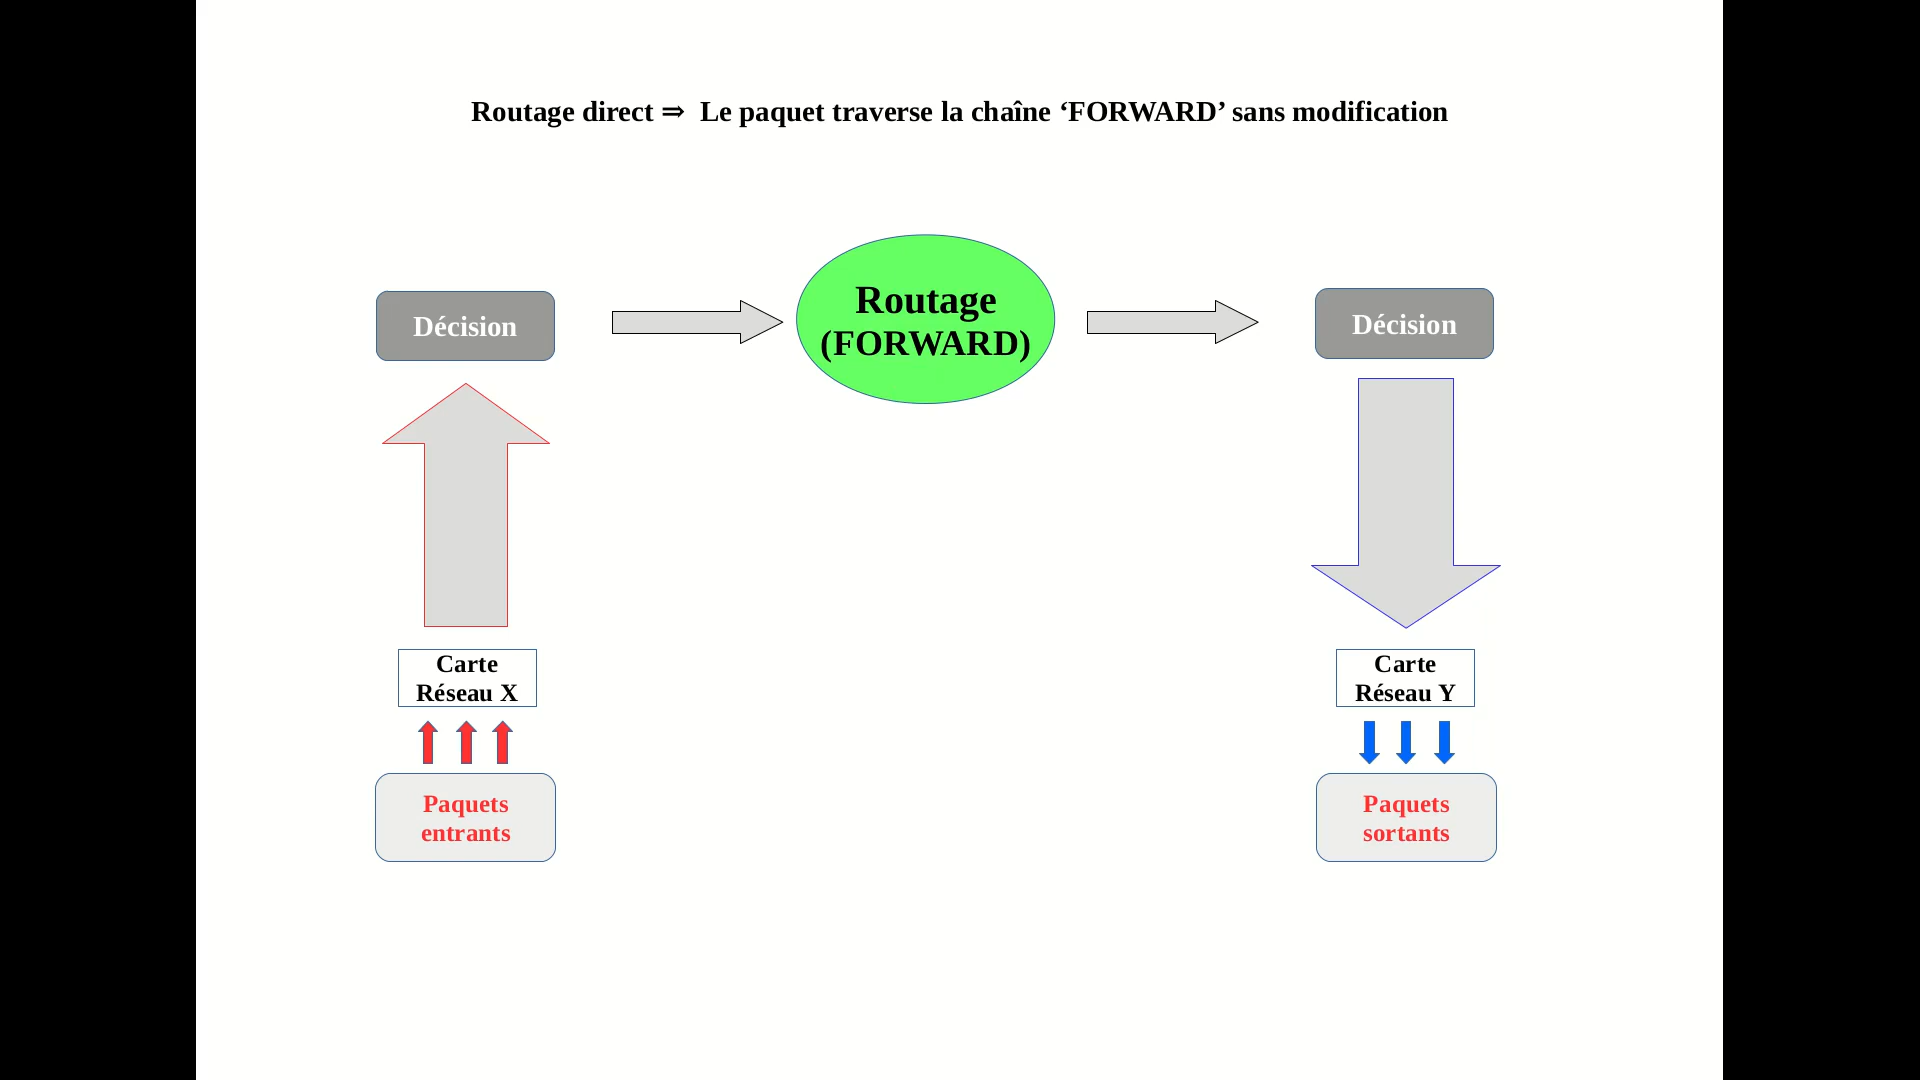 Routage direct ⇒ Le paquet traverse la chaîne ‘FORWARD’ sans modification
Décision
Routage
(FORWARD)
Décision
Carte
Réseau X
Carte
Réseau Y
Paquets
entrants
Paquets
sortants